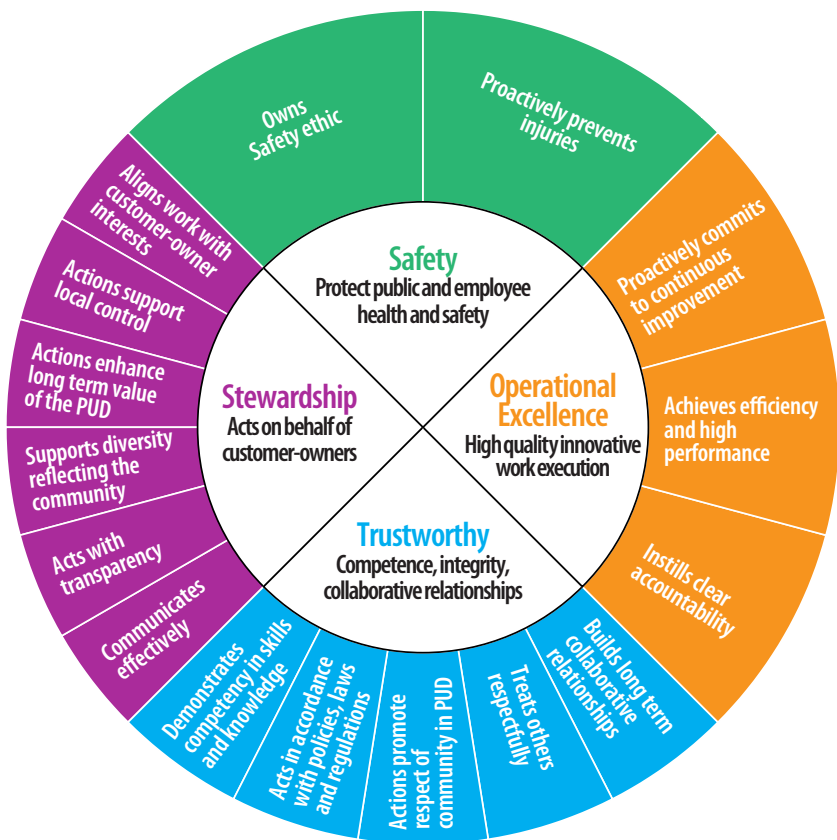 Owns
Safety ethic
Proactively prevents
injuries
Proactively commits
to continuous
improvement
Achieves efficiency
and high
performance
Instills clear
accountability
Builds long term
collaborative
relationships
Treats others
respectfully
Actions promote
respect of
community in PUD
Acts in accordance
with policies, laws
and regulations
Demonstrates
competency in skills
and knowledge
Communicates
effectively
Acts with
transparency
Supports diversity
reflecting the
community
Actions enhance
long term value
of the PUD
Actions support
local control
Aligns work with
customer-owner
interests
Safety
Protect public and employee
health and safety
Operational
Excellence
High quality innovative
work execution
Trustworthy
Competence, integrity,
collaborative relationships
Stewardship
Acts on behalf of
customer-owners